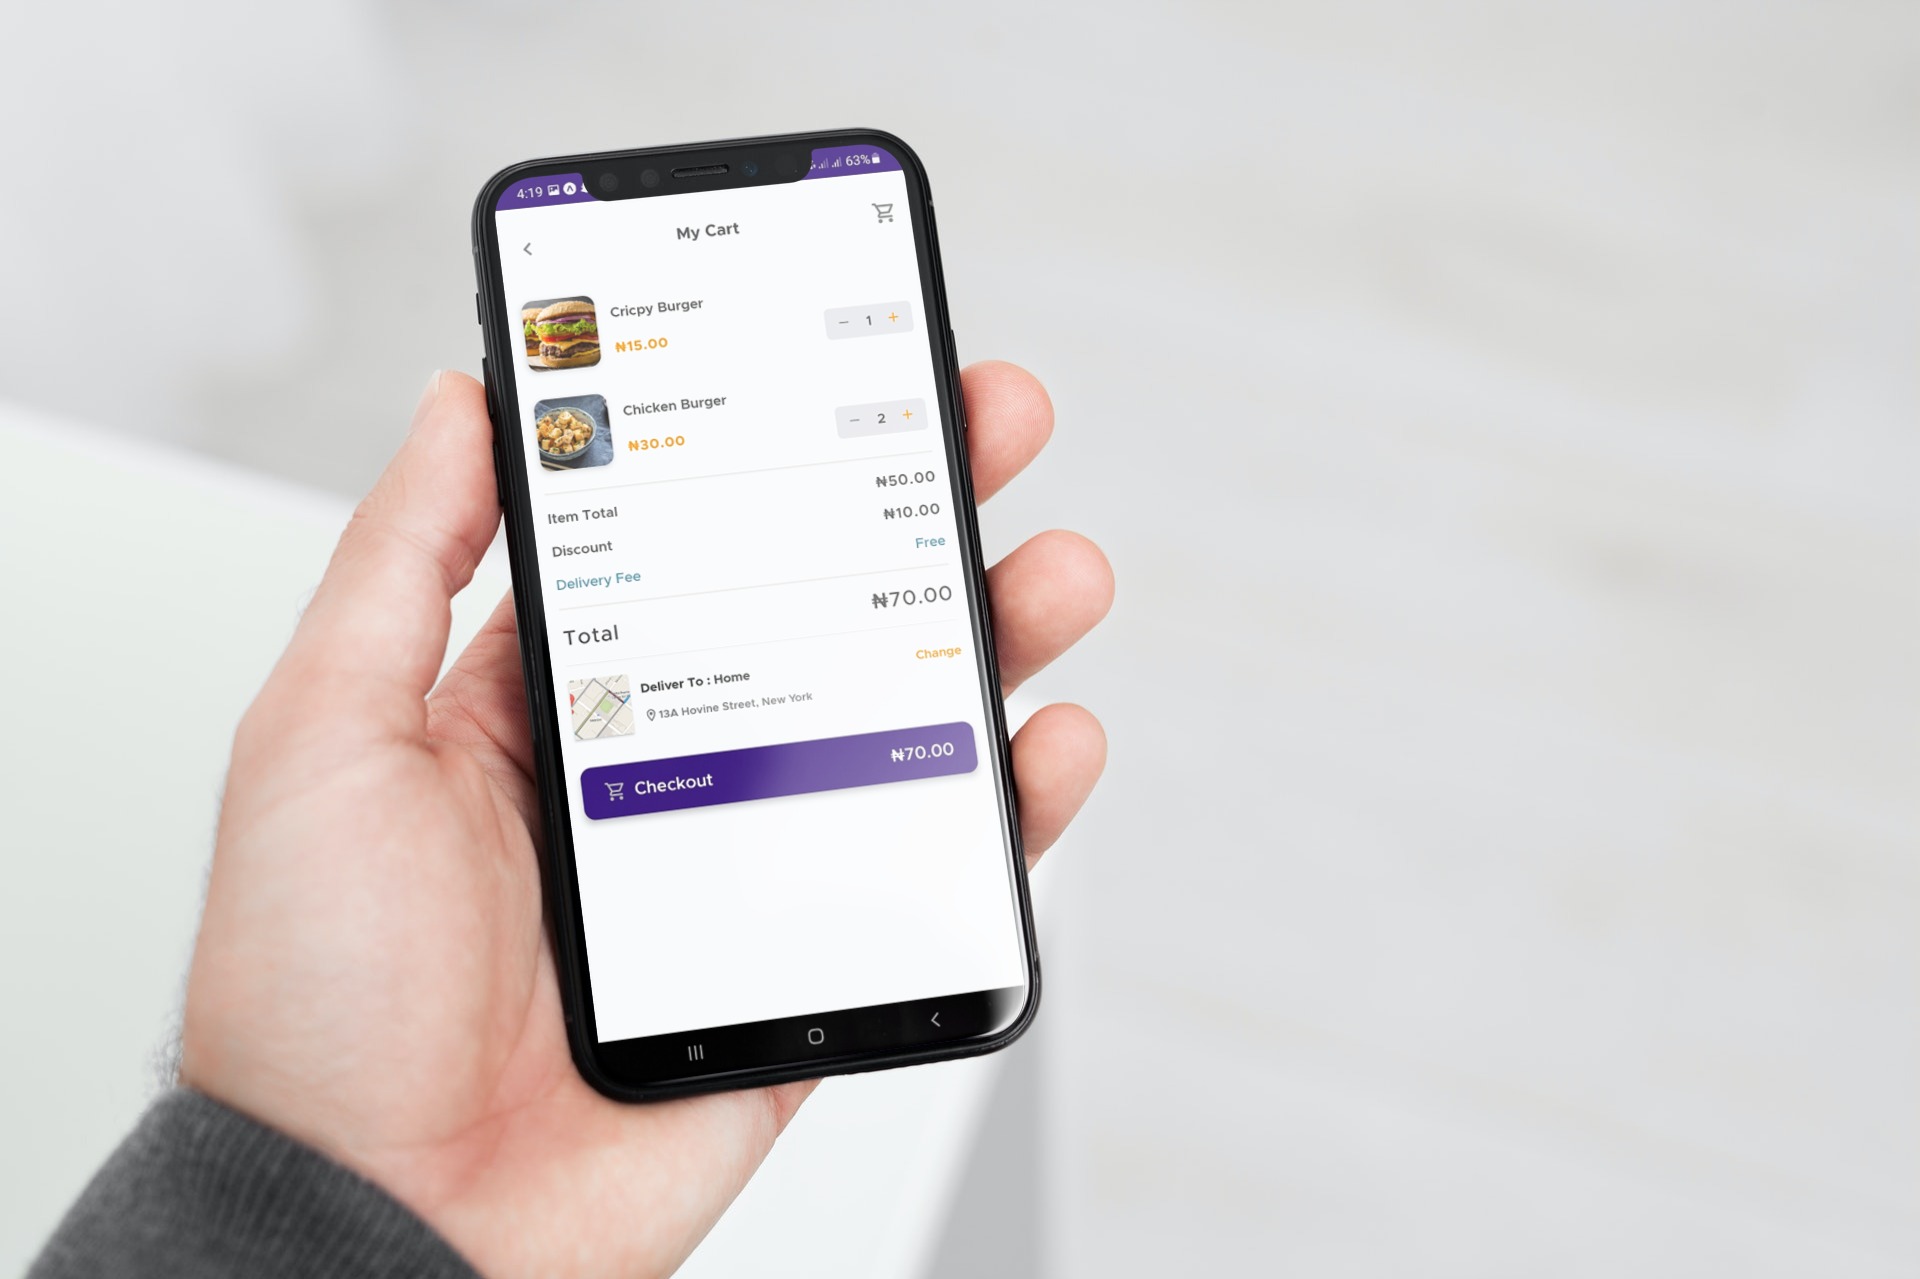 4:19
63%
My Cart
Cricpy Burger
₦15.00
1
Chicken Burger
₦30.00
2
Item Total ₦50.00
Discount ₦10.00
Delivery Fee Free
Total ₦70.00
Deliver To : Home Change
13A Hovine Street, New York
Checkout ₦70.00